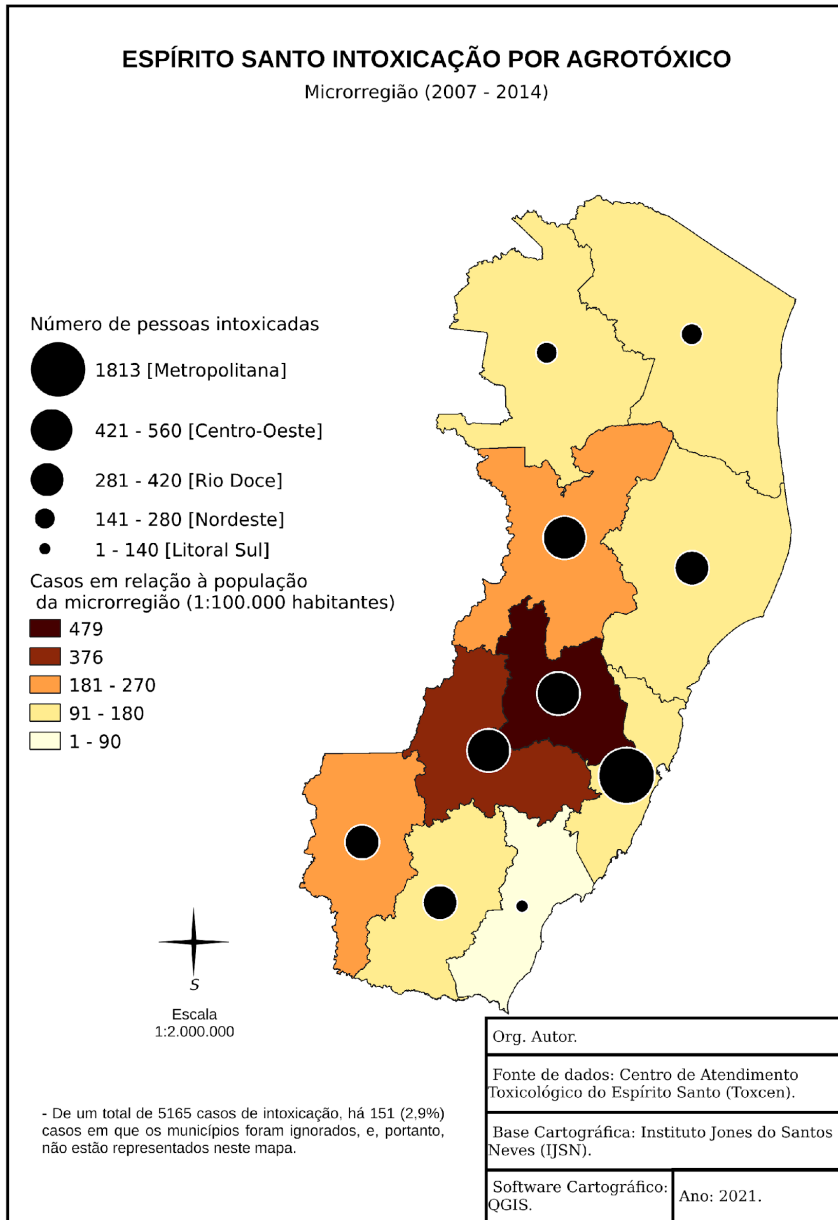 ESPÍRITO SANTO INTOXICAÇÃO POR AGROTÓXICO
Microrregião (2007 - 2014)
Número de pessoas intoxicadas
1813 [Metropolitana]
421 - 560 [Centro-Oeste]
281 - 420 [Rio Doce]
141 - 280 [Nordeste]
1 - 140 [Litoral Sul]
Casos em relação à população
da microrregião (1:100.000 habitantes)
479
376
181 - 270
91 - 180
1 - 90
S
Escala
1:2.000.000
- De um total de 5165 casos de intoxicação, há 151 (2,9%)
casos em que os municípios foram ignorados, e, portanto,
não estão representados neste mapa.
Org. Autor.
Fonte de dados: Centro de Atendimento
Toxicológico do Espírito Santo (Toxcen).
Base Cartográfica: Instituto Jones do Santos
Neves (IJSN).
Software Cartográfico:
QGIS.
Ano: 2021.